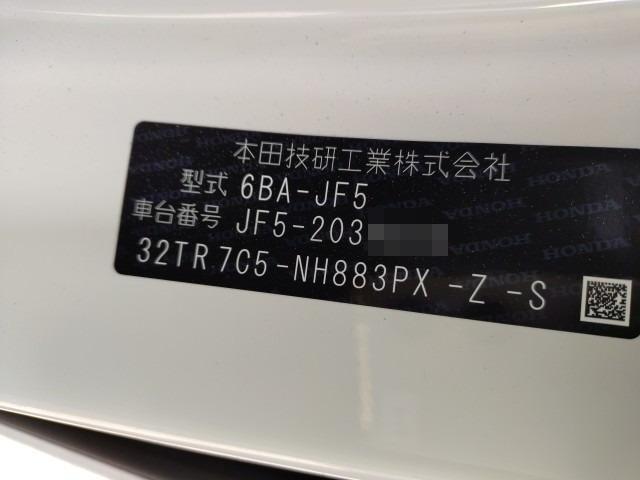 本田技研工業株式会社
型式 6BA-JF5
車台番号 JF5-203
32TR7C5-NH883PX -Z -S